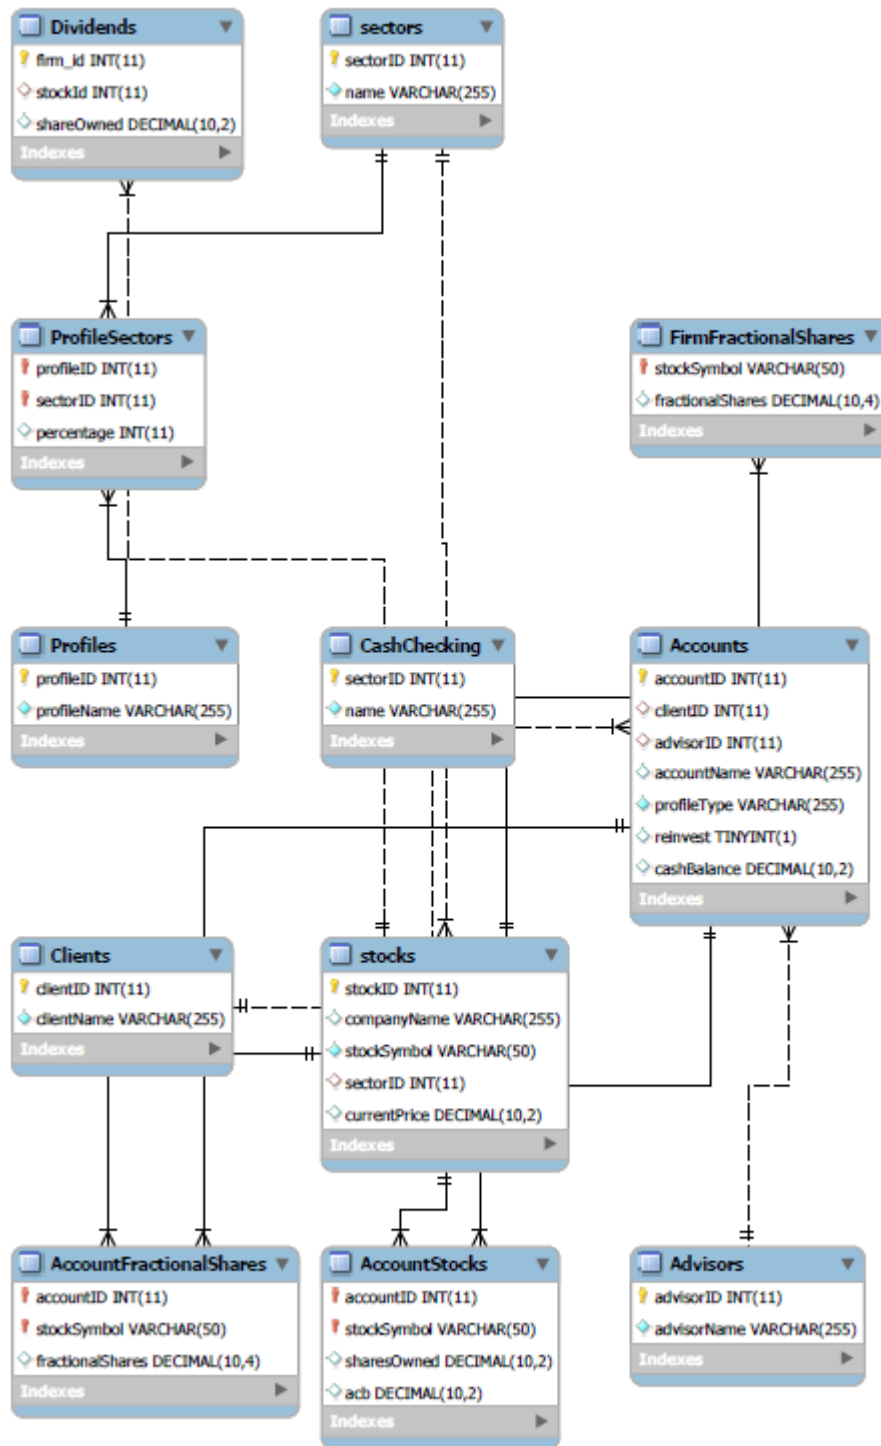 Dividends
firm_id INT(11)
stockId INT(11)
shareOwned DECIMAL(10,2)
Indexes
sectors
sectorID INT(11)
name VARCHAR(255)
Indexes
ProfileSectors
profileID INT(11)
sectorID INT(11)
percentage INT(11)
Indexes
FirmFractionalShares
stockSymbol VARCHAR(50)
fractionalShares DECIMAL(10,4)
Indexes
Profiles
profileID INT(11)
profileName VARCHAR(255)
Indexes
CashChecking
sectorID INT(11)
name VARCHAR(255)
Indexes
Accounts
accountID INT(11)
clientID INT(11)
advisorID INT(11)
accountName VARCHAR(255)
profileType VARCHAR(255)
reinvest TINYINT(1)
cashBalance DECIMAL(10,2)
Indexes
Clients
clientID INT(11)
clientName VARCHAR(255)
Indexes
stocks
stockID INT(11)
companyName VARCHAR(255)
stockSymbol VARCHAR(50)
sectorID INT(11)
currentPrice DECIMAL(10,2)
Indexes
AccountFractionalShares
accountID INT(11)
stockSymbol VARCHAR(50)
fractionalShares DECIMAL(10,4)
Indexes
AccountStocks
accountID INT(11)
stockSymbol VARCHAR(50)
sharesOwned DECIMAL(10,2)
acb DECIMAL(10,2)
Indexes
Advisors
advisorID INT(11)
advisorName VARCHAR(255)
Indexes